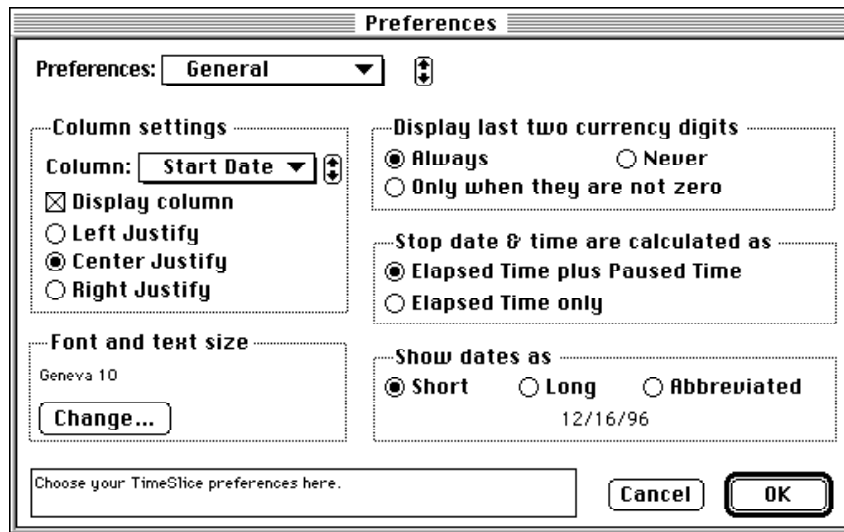 Preferences
Preferences: General
Column settings
Column: Start Date
Display column
Left Justify
Center Justify
Right Justify
Font and text size
Geneva 10
Change...
Display last two currency digits
Always Never
Only when they are not zero
Stop date & time are calculated as
Elapsed Time plus Paused Time
Elapsed Time only
Show dates as
Short Long Abbreviated
12/16/96
Choose your TimeSlice preferences here.
Cancel OK